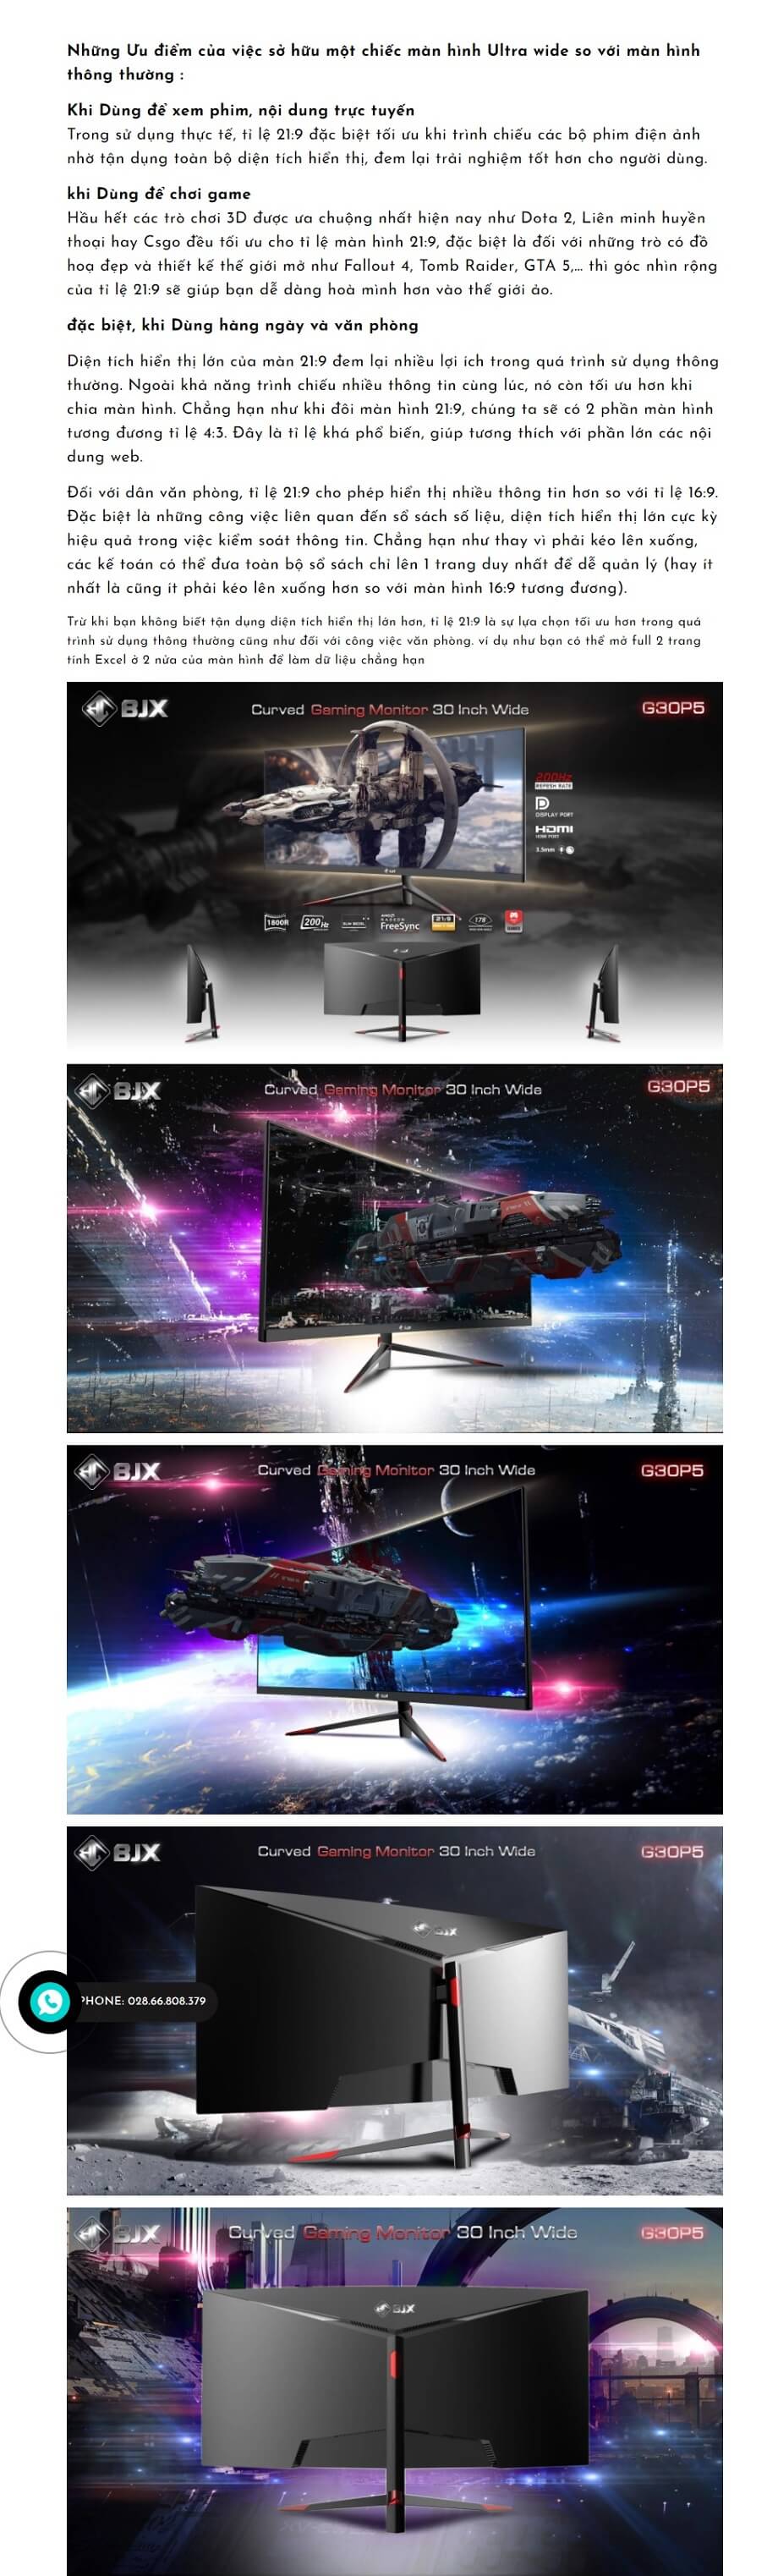 Những Ưu điểm của việc sở hữu một chiếc màn hình Ultra wide so với màn hình
thông thường :
Khi Dùng để xem phim, nội dung trực tuyến
Trong sử dụng thực tế, tỉ lệ 21:9 đặc biệt tối ưu khi trình chiếu các bộ phim điện ảnh
nhờ tận dụng toàn bộ diện tích hiển thị, đem lại trải nghiệm tốt hơn cho người dùng.
khi Dùng để chơi game
Hầu hết các trò chơi 3D được ưa chuộng nhất hiện nay như Dota 2, Liên minh huyền
thoại hay Csgo đều tối ưu cho tỉ lệ màn hình 21:9, đặc biệt là đối với những trò có đồ
hoạ đẹp và thiết kế thế giới mở như Fallout 4, Tomb Raider, GTA 5,... thì góc nhìn rộng
của tỉ lệ 21:9 sẽ giúp bạn dễ dàng hoà mình hơn vào thế giới ảo.
đặc biệt, khi Dùng hàng ngày và văn phòng
Diện tích hiển thị lớn của màn 21:9 đem lại nhiều lợi ích trong quá trình sử dụng thông
thường. Ngoài khả năng trình chiếu nhiều thông tin cùng lúc, nó còn tối ưu hơn khi
chia màn hình. Chẳng hạn như khi đôi màn hình 21:9, chúng ta sẽ có 2 phần màn hình
tương đương tỉ lệ 4:3. Đây là tỉ lệ khá phổ biến, giúp tương thích với phần lớn các nội
dung web.
Đối với dân văn phòng, tỉ lệ 21:9 cho phép hiển thị nhiều thông tin hơn so với tỉ lệ 16:9.
Đặc biệt là những công việc liên quan đến sổ sách số liệu, diện tích hiển thị lớn cực kỳ
hiệu quả trong việc kiểm soát thông tin. Chẳng hạn như thay vì phải kéo lên xuống,
các kế toán có thể đưa toàn bộ sổ sách chỉ lên 1 trang duy nhất để dễ quản lý (hay ít
nhất là cũng ít phải kéo lên xuống hơn so với màn hình 16:9 tương đương).
Trừ khi bạn không biết tận dụng diện tích hiển thị lớn hơn, tỉ lệ 21:9 là sự lựa chọn tối ưu hơn trong quá
trình sử dụng thông thường cũng như đối với công việc văn phòng. ví dụ như bạn có thể mở full 2 trang
tính Excel ở 2 nửa của màn hình để làm dữ liệu chẳng hạn
BJX Curved Gaming Monitor 30 Inch Wide G30P5
200Hz
REFRESH RATE
DISPLAY PORT
HDMI
HDMI PORT
3.5mm
1800R 200Hz AMD RADEON FreeSync 21:9 178
BJX Curved Gaming Monitor 30 Inch Wide G30P5
BJX Curved Gaming Monitor 30 Inch Wide G30P5
BJX Curved Gaming Monitor 30 Inch Wide G30P5
BJX
PHONE: 028.66.808.379
BJX Curved Gaming Monitor 30 Inch Wide G30P5
BJX